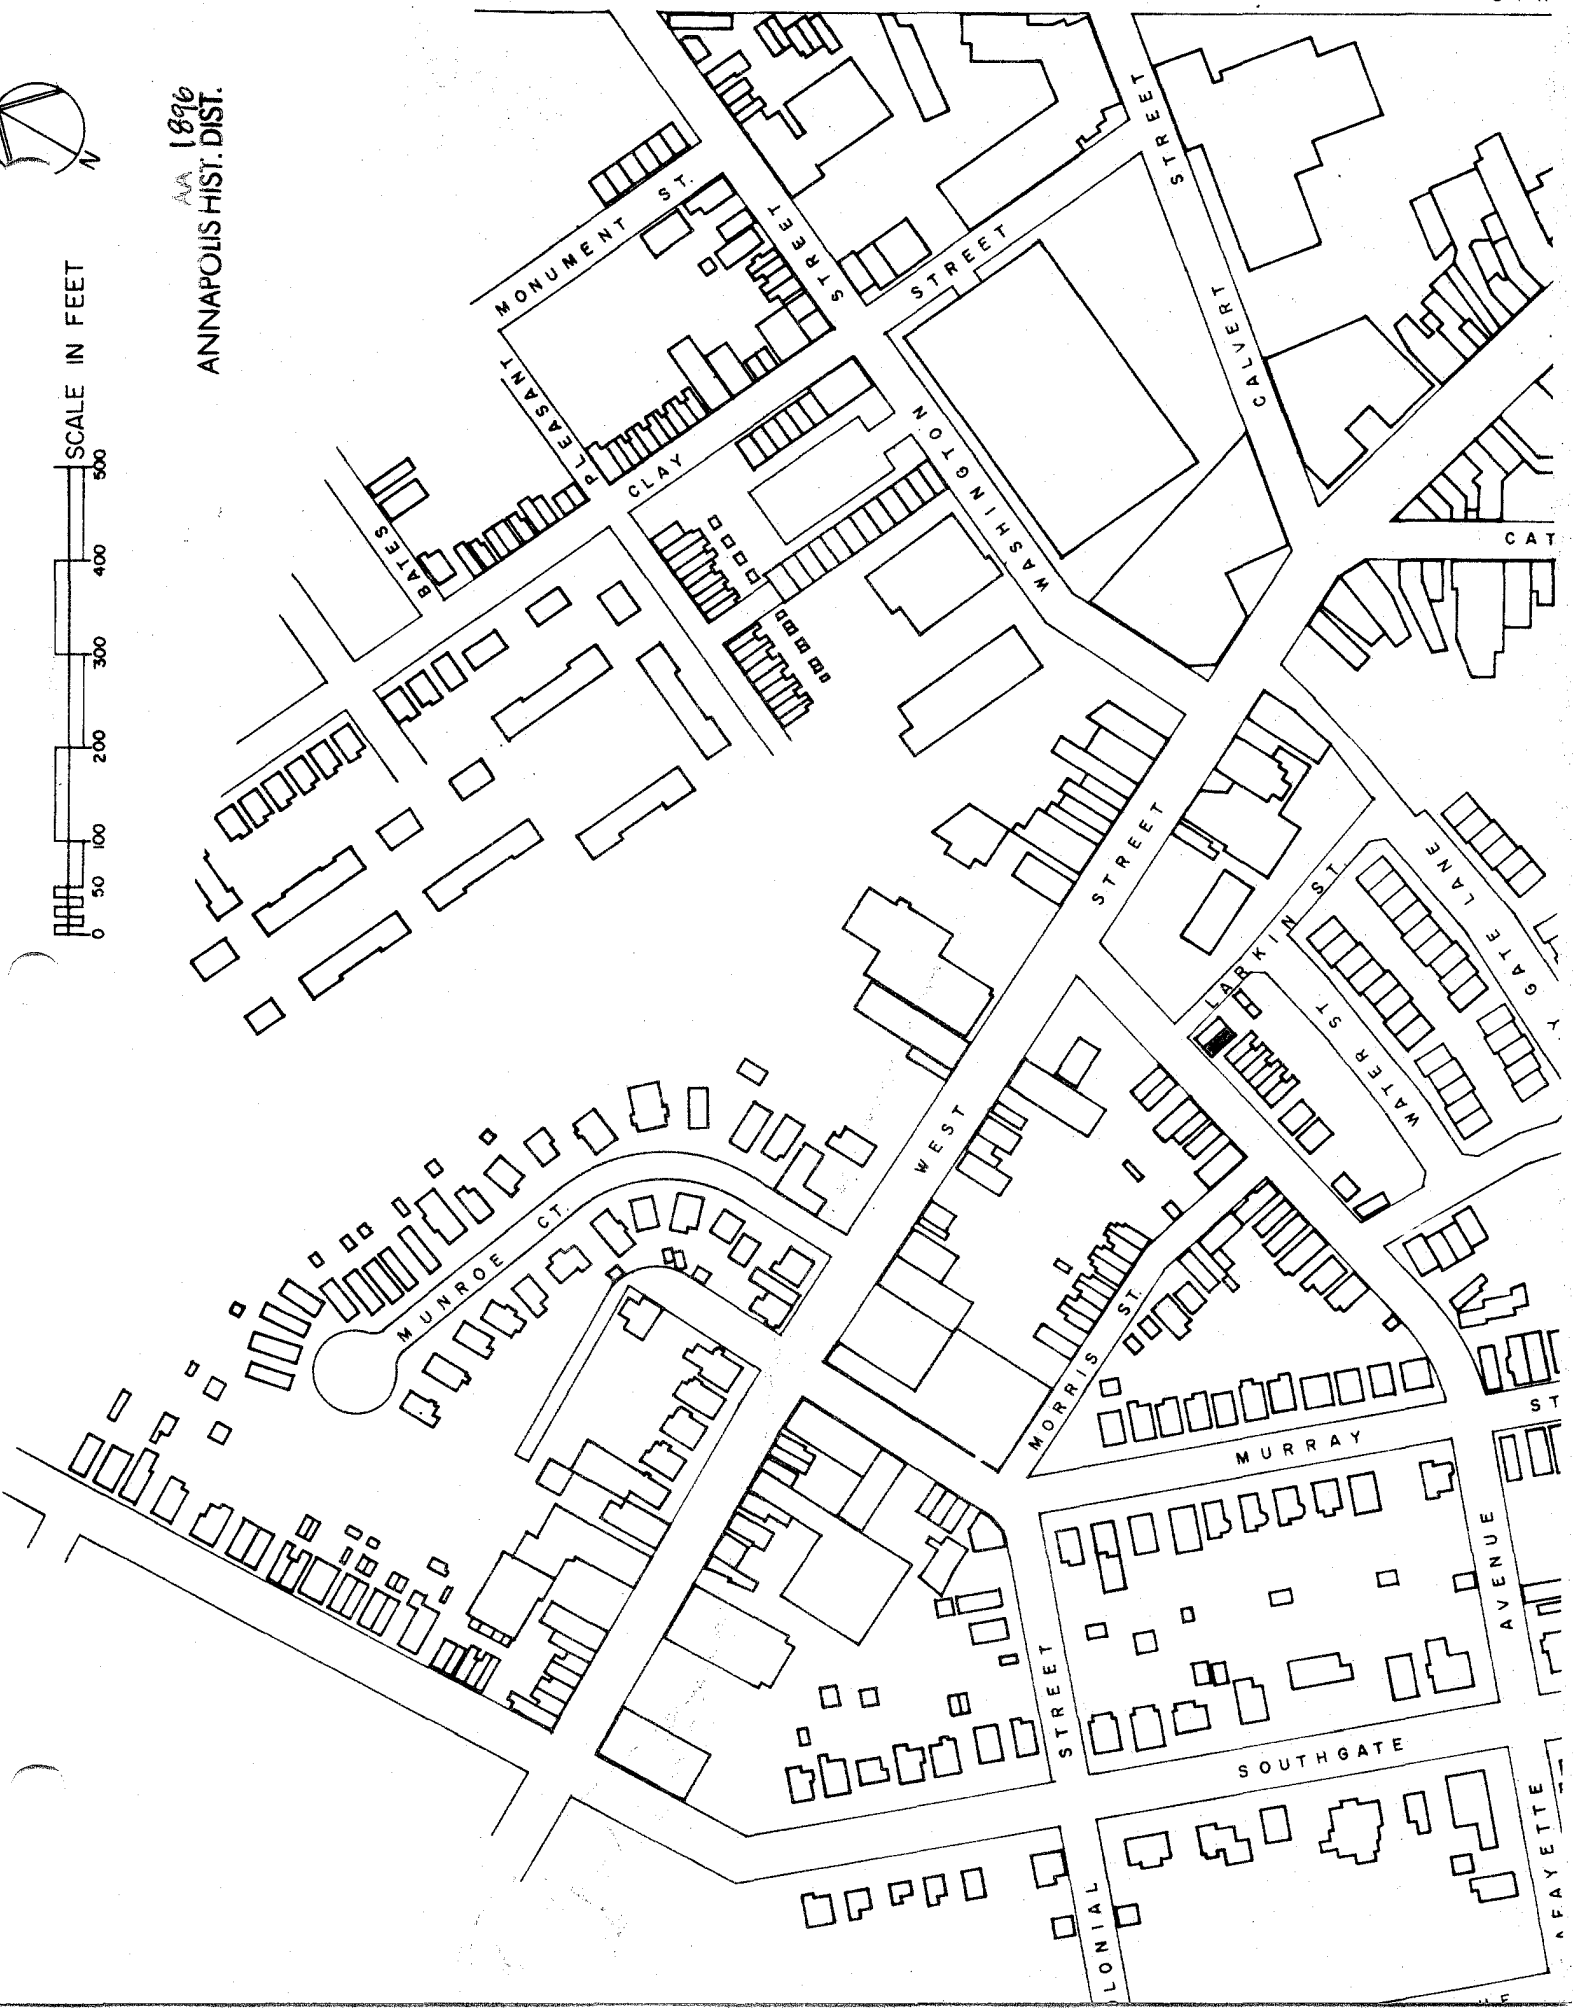 N
AA 1896
ANNAPOLIS HIST. DIST.
SCALE IN FEET
0 50 100 200 300 400 500
MONUMENT ST.
STREET
STREET
STREET
CALVERT
PLEASANT
CLAY
WASHINGTON
BATES
CAT
STREET
WEST
LARKIN ST.
GATE LANE
Y
WATER ST.
MUNROE CT.
MORRIS ST.
MURRAY
ST
AVENUE
STREET
SOUTHGATE
LONIAL
AFAYETTE